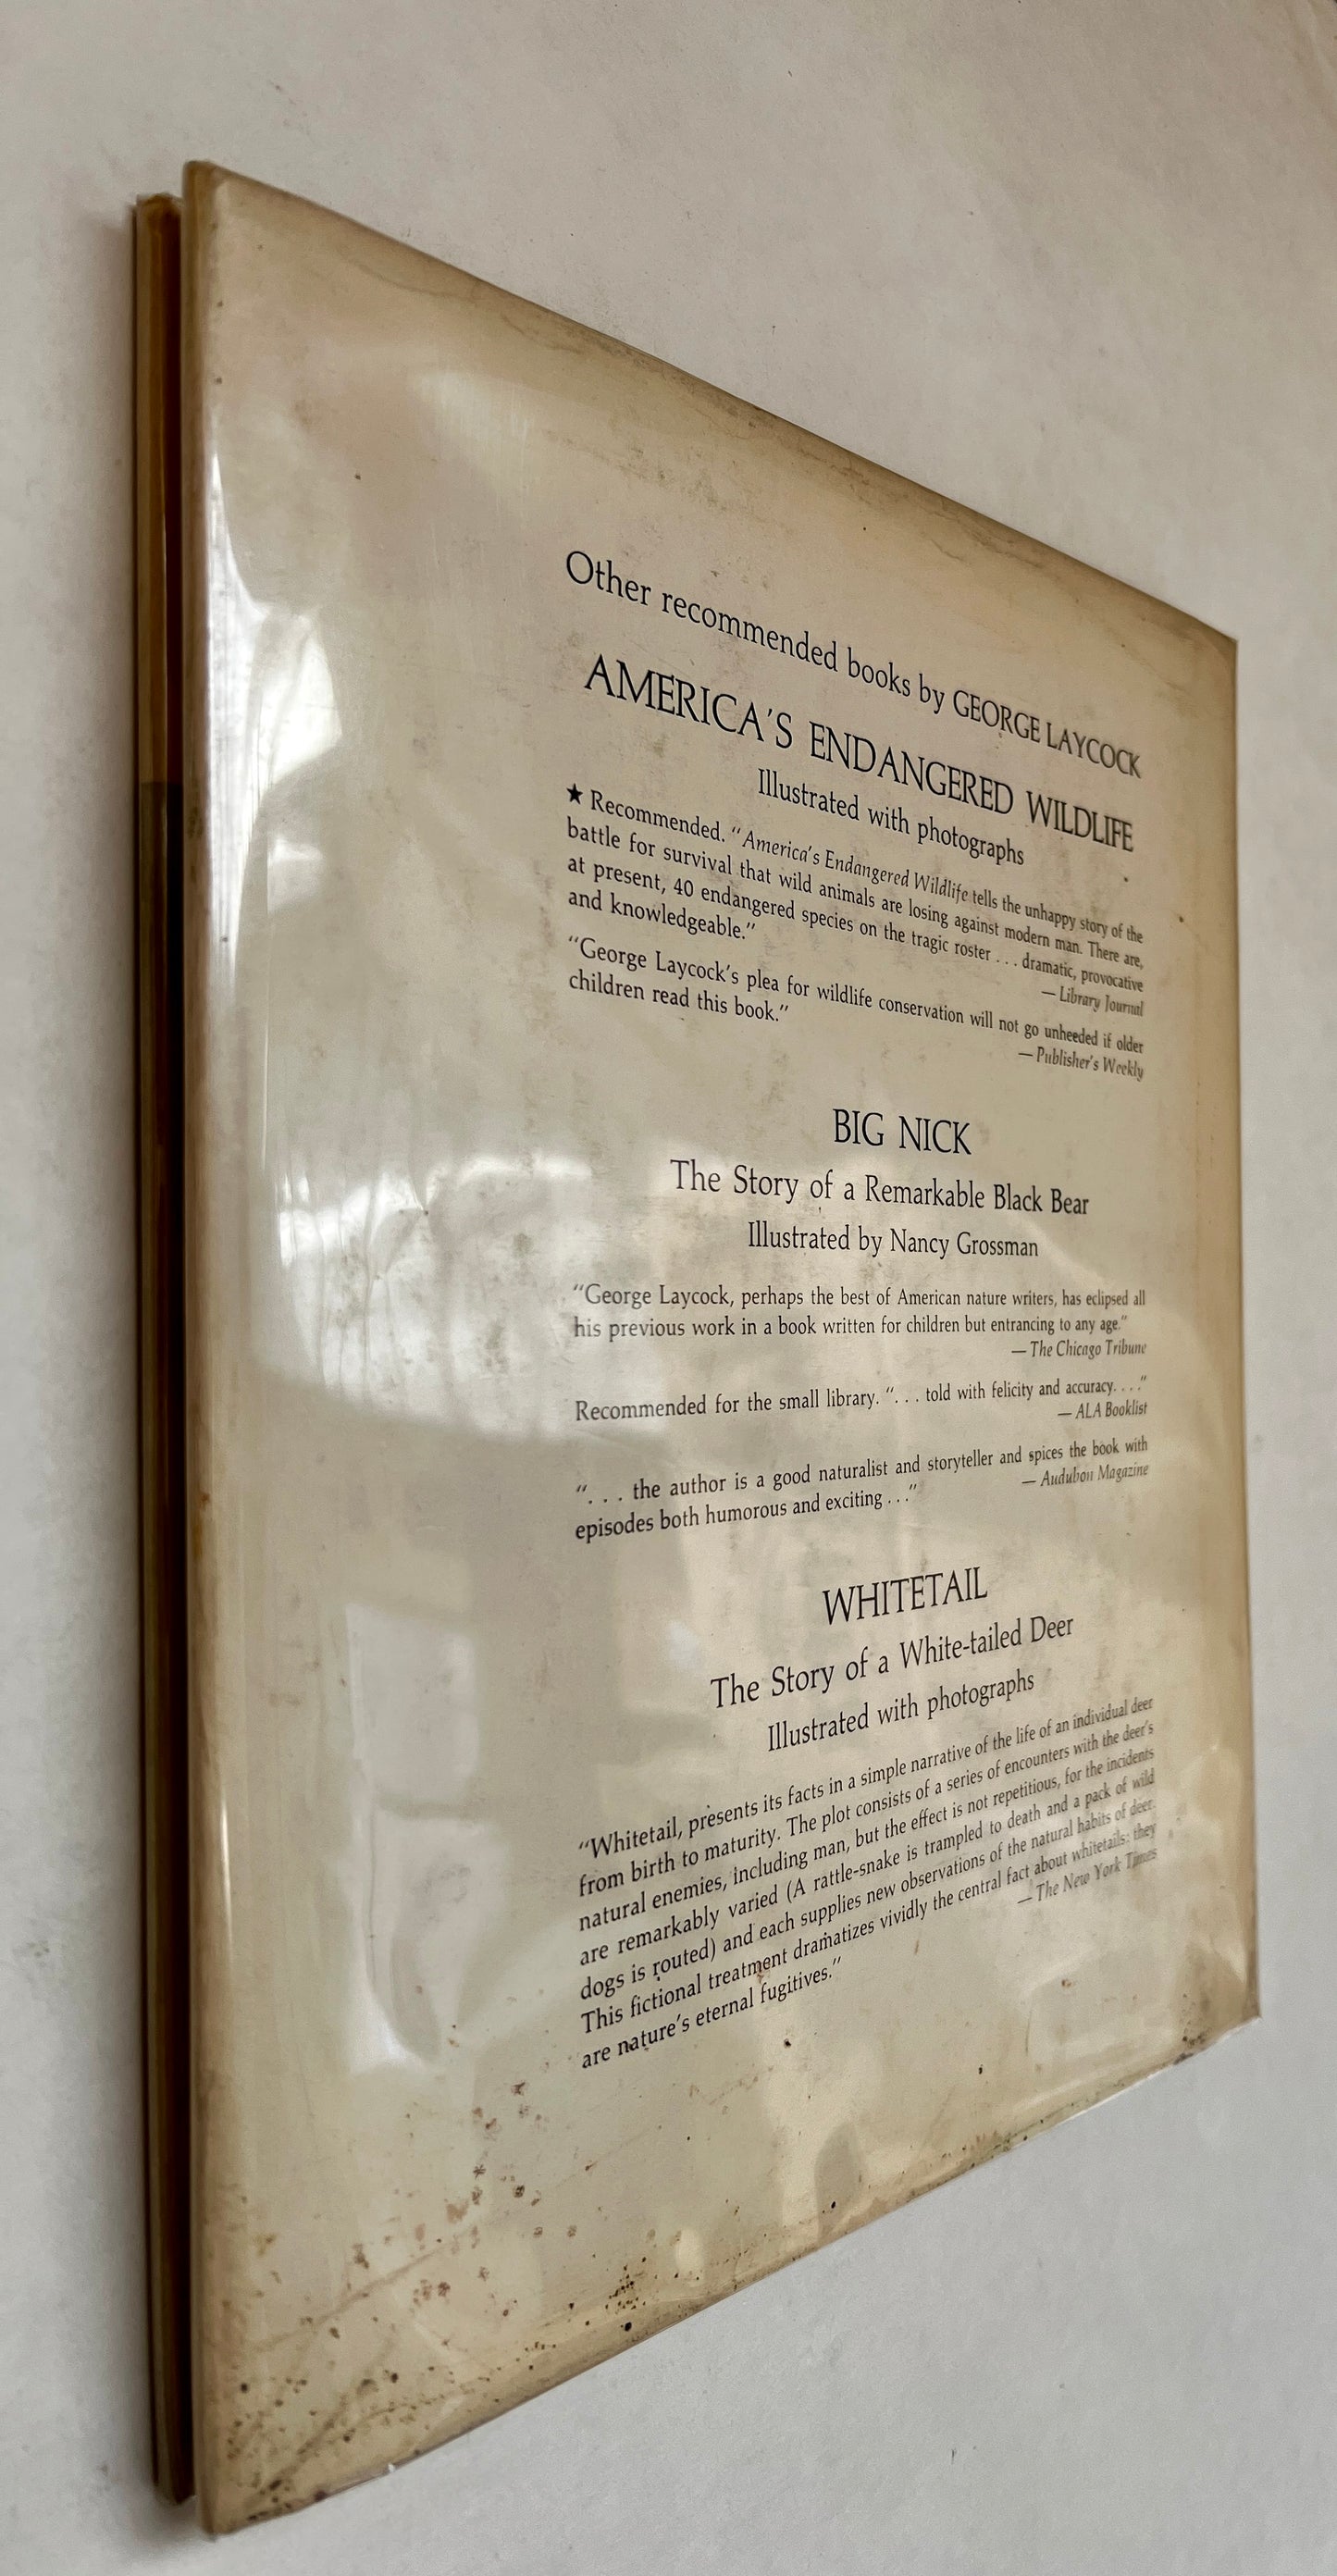 Other recommended books by GEORGE LAYCOCK
AMERICA'S ENDANGERED WILDLIFE
Illustrated with photographs
★ Recommended. “America's Endangered Wildlife tells the unhappy story of the
battle for survival that wild animals are losing against modern man. There are,
at present, 40 endangered species on the tragic roster . . . dramatic, provocative
and knowledgeable.”
— Library Journal
“George Laycock's plea for wildlife conservation will not go unheeded if older
children read this book.”
— Publisher's Weekly
BIG NICK
The Story of a Remarkable Black Bear
Illustrated by Nancy Grossman
“George Laycock, perhaps the best of American nature writers, has eclipsed all
his previous work in a book written for children but entrancing to any age.”
— The Chicago Tribune
Recommended for the small library. “. . . told with felicity and accuracy. . . .”
— ALA Booklist
“. . . the author is a good naturalist and storyteller and spices the book with
episodes both humorous and exciting . . .”
— Audubon Magazine
WHITETAIL
The Story of a White-tailed Deer
Illustrated with photographs
“Whitetail, presents its facts in a simple narrative of the life of an individual deer
from birth to maturity. The plot consists of a series of encounters with the deer's
natural enemies, including man, but the effect is not repetitious, for the incidents
are remarkably varied (A rattle-snake is trampled to death and a pack of wild
dogs is routed) and each supplies new observations of the natural habits of deer.
This fictional treatment dramatizes vividly the central fact about whitetails: they
are nature's eternal fugitives.”
— The New York Times